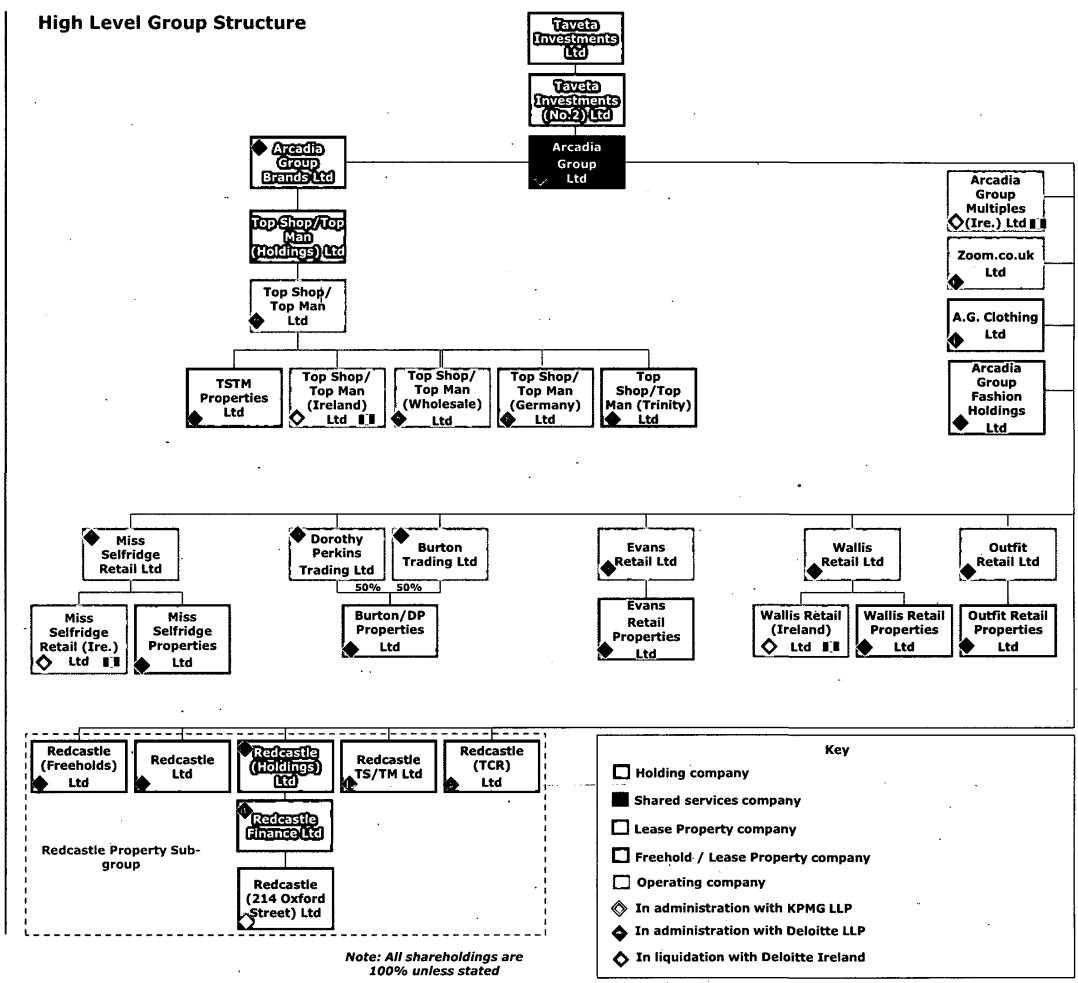 High Level Group Structure
Taveta
Investments
Ltd
Taveta
Investments
(No.2) Ltd
Arcadia
Group
Ltd
Arcadia
Group
Brands Ltd
Top Shop/Top
Man
(Holdings) Ltd
Top Shop/
Top Man
Ltd
Arcadia
Group
Multiples
(Ire.) Ltd
Zoom.co.uk
Ltd
A.G. Clothing
Ltd
Arcadia
Group
Fashion
Holdings
Ltd
TSTM
Properties
Ltd
Top Shop/
Top Man
(Ireland)
Ltd
Top Shop/
Top Man
(Wholesale)
Ltd
Top Shop/
Top Man
(Germany)
Ltd
Top
Shop/Top
Man (Trinity)
Ltd
Miss
Selfridge
Retail Ltd
Dorothy
Perkins
Trading Ltd
Burton
Trading Ltd
Evans
Retail Ltd
Wallis
Retail Ltd
Outfit
Retail Ltd
50% 50%
Miss
Selfridge
Retail (Ire.)
Ltd
Miss
Selfridge
Properties
Ltd
Burton/DP
Properties
Ltd
Evans
Retail
Properties
Ltd
Wallis Retail
(Ireland)
Ltd
Wallis Retail
Properties
Ltd
Outfit Retail
Properties
Ltd
Redcastle
(Freeholds)
Ltd
Redcastle
Ltd
Redcastle
(Holdings)
Ltd
Redcastle
TS/TM Ltd
Redcastle
(TCR)
Ltd
Redcastle
Finance Ltd
Redcastle Property Sub-
group
Redcastle
(214 Oxford
Street) Ltd
Note: All shareholdings are
100% unless stated
Key
Holding company
Shared services company
Lease Property company
Freehold / Lease Property company
Operating company
In administration with KPMG LLP
In administration with Deloitte LLP
In liquidation with Deloitte Ireland